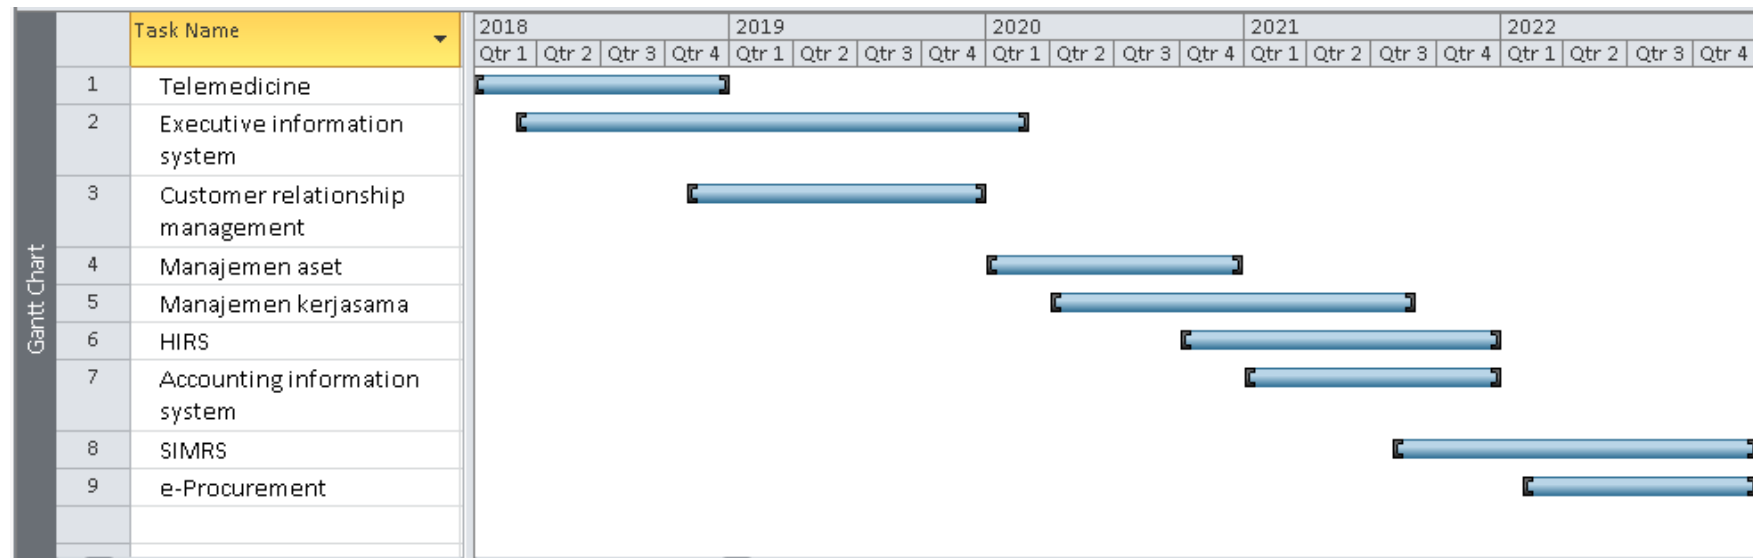 Task Name
2018 2019 2020 2021 2022
Qtr 1 Qtr 2 Qtr 3 Qtr 4 Qtr 1 Qtr 2 Qtr 3 Qtr 4 Qtr 1 Qtr 2 Qtr 3 Qtr 4 Qtr 1 Qtr 2 Qtr 3 Qtr 4 Qtr 1 Qtr 2 Qtr 3 Qtr 4
Gantt Chart
1 Telemedicine
2 Executive information
system
3 Customer relationship
management
4 Manajemen aset
5 Manajemen kerjasama
6 HIRS
7 Accounting information
system
8 SIMRS
9 e-Procurement